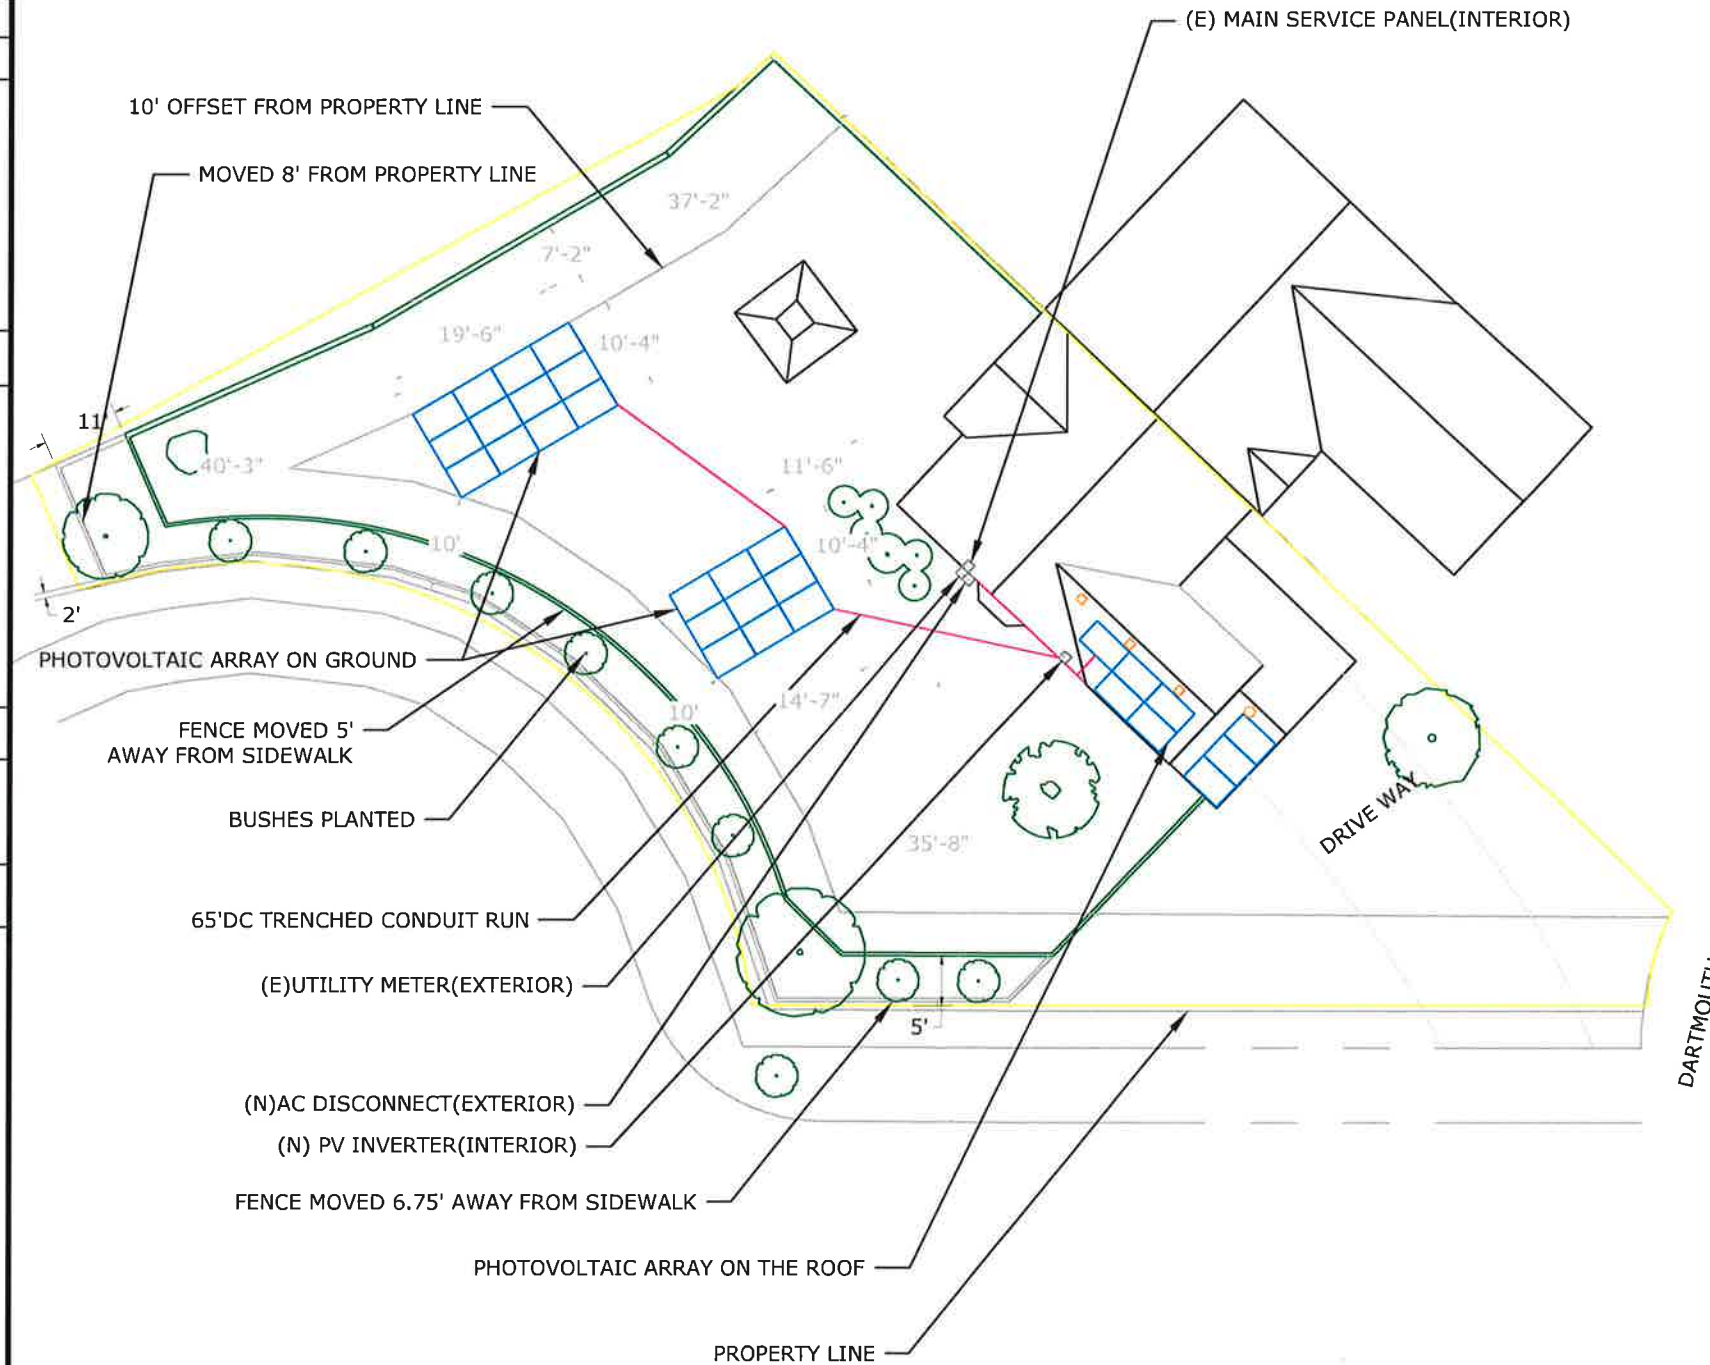 (E) MAIN SERVICE PANEL(INTERIOR)
10' OFFSET FROM PROPERTY LINE
MOVED 8' FROM PROPERTY LINE
37'-2"
7'-2"
19'-6"
10'-4"
11'
40'-3"
11'-6"
10'
10'-4"
2'
PHOTOVOLTAIC ARRAY ON GROUND
14'-7"
10'
FENCE MOVED 5'
AWAY FROM SIDEWALK
BUSHES PLANTED
35'-8"
DRIVE WAY
65'DC TRENCHED CONDUIT RUN
(E)UTILITY METER(EXTERIOR)
5'
DARTMOUTH
(N)AC DISCONNECT(EXTERIOR)
(N) PV INVERTER(INTERIOR)
FENCE MOVED 6.75' AWAY FROM SIDEWALK
PHOTOVOLTAIC ARRAY ON THE ROOF
PROPERTY LINE